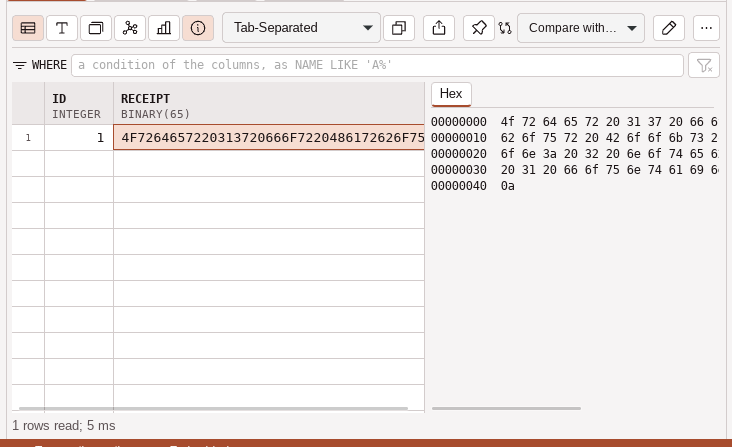 Tab-Separated
Compare with...
WHERE a condition of the columns, as NAME LIKE 'A%'
ID RECEIPT
INTEGER BINARY(65)
1 1 4F7264657220313720666F7220486172626F75
Hex
00000000 4f 72 64 65 72 20 31 37 20 66 6
00000010 62 6f 75 72 20 42 6f 6f 6b 73 2
00000020 6f 6e 3a 20 32 20 6e 6f 74 65 6
00000030 20 31 20 66 6f 75 6e 74 61 69 6
00000040 0a
1 rows read; 5 ms